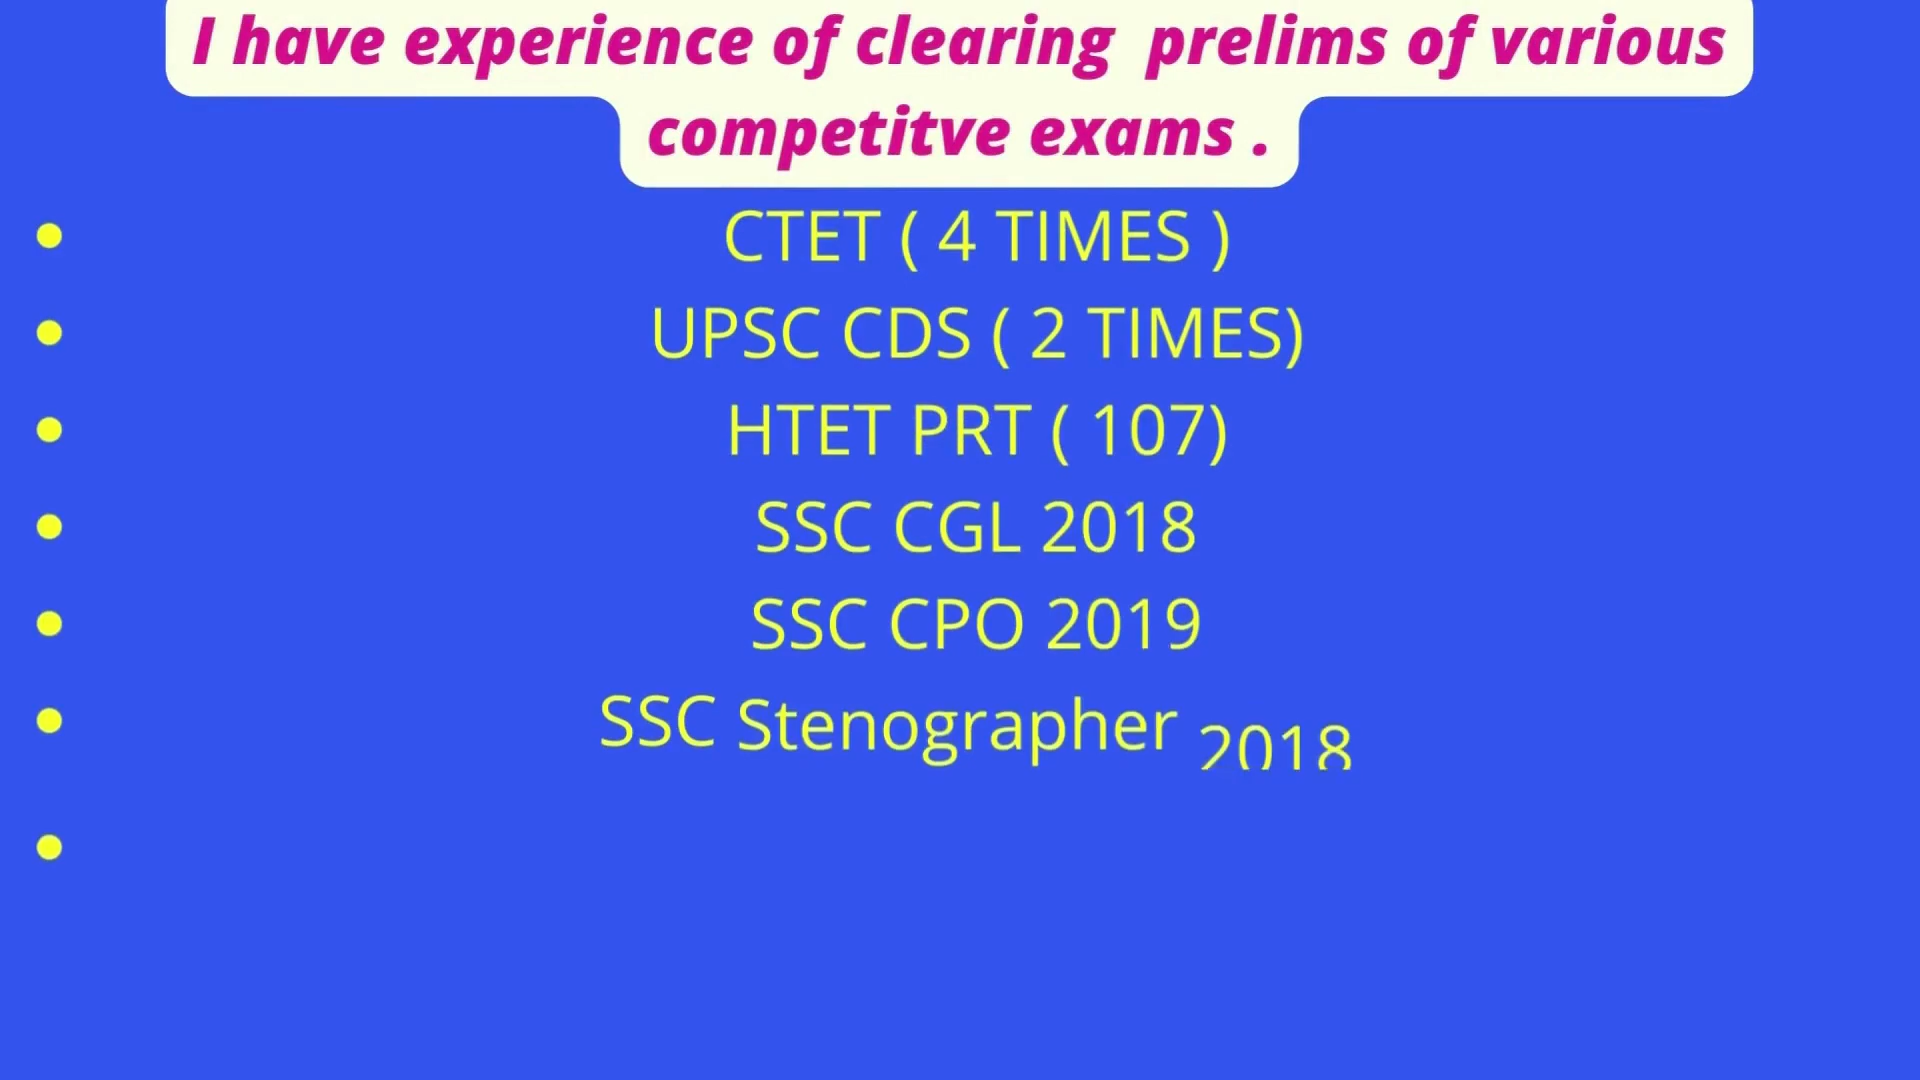 I have experience of clearing prelims of various
competitve exams .
• CTET ( 4 TIMES )
• UPSC CDS ( 2 TIMES)
• HTET PRT ( 107)
• SSC CGL 2018
• SSC CPO 2019
• SSC Stenographer 2018
•